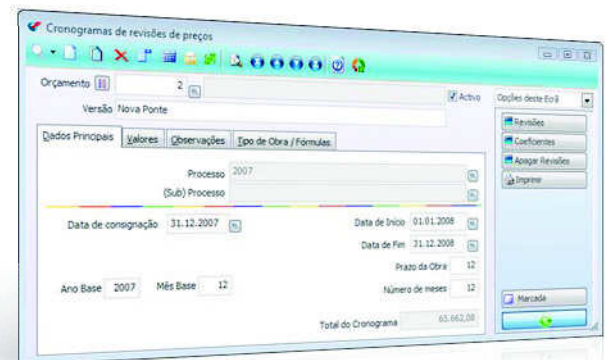 Cronogramas de revisões de preços
Orçamento 2
Activo
Versão Nova Ponte
Opções deste Ecrã
Dados Principais Valores Observações Tipo de Obra / Fórmulas
Revisões
Coeficentes
Apagar Revisões
Imprimir
Processo 2007
(Sub) Processo
Data de consignação 31.12.2007
Data de Início 01.01.2008
Data de Fim 31.12.2008
Prazo da Obra 12
Ano Base 2007 Mês Base 12
Número de meses 12
Total do Cronograma 65.662,08
Marcada